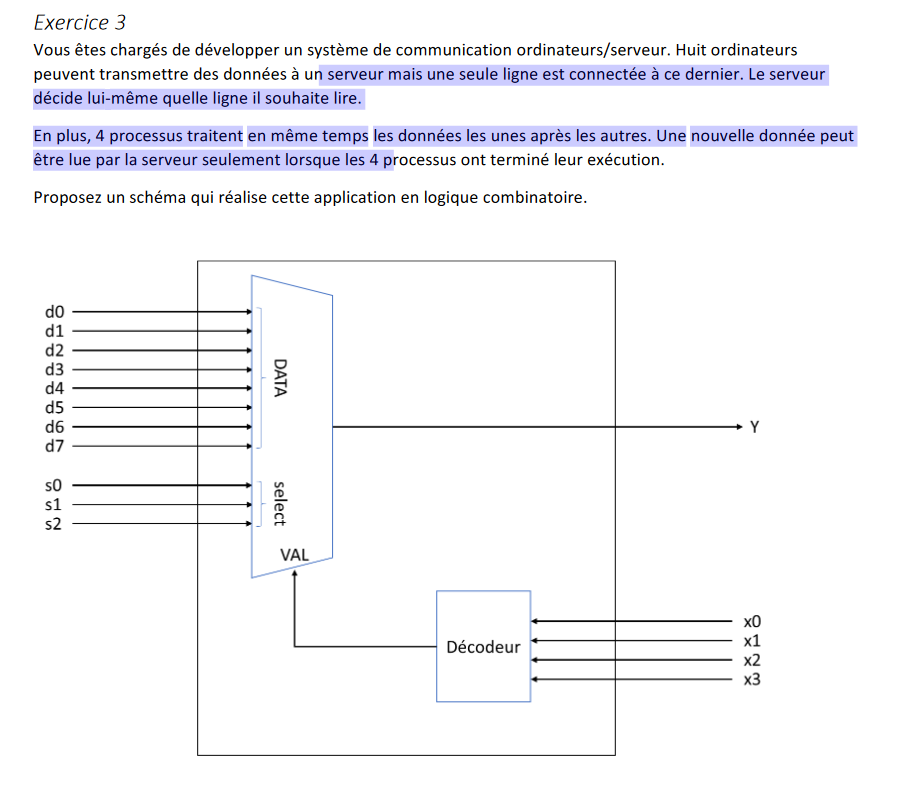 Exercice 3
Vous êtes chargés de développer un système de communication ordinateurs/serveur. Huit ordinateurs
peuvent transmettre des données à un serveur mais une seule ligne est connectée à ce dernier. Le serveur
décide lui-même quelle ligne il souhaite lire.
En plus, 4 processus traitent en même temps les données les unes après les autres. Une nouvelle donnée peut
être lue par la serveur seulement lorsque les 4 processus ont terminé leur exécution.
Proposez un schéma qui réalise cette application en logique combinatoire.
d0
d1
d2
d3
d4
d5
d6
d7
DATA
Y
s0
s1
s2
select
VAL
Décodeur
x0
x1
x2
x3